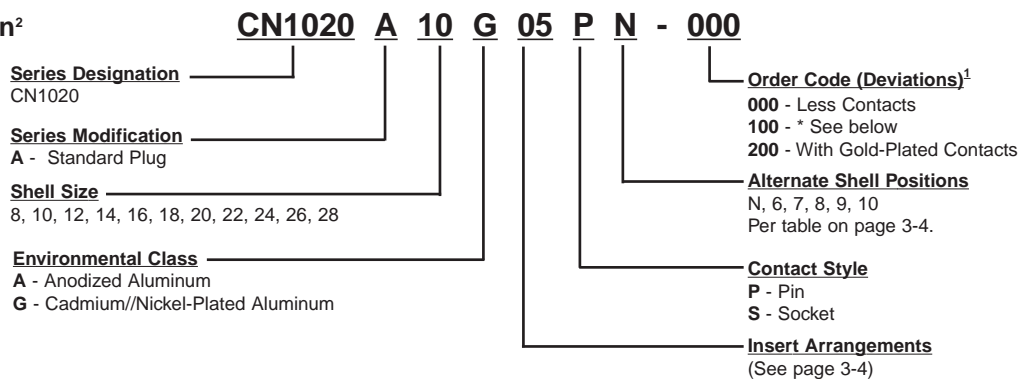 n²
CN1020 A 10 G 05 P N - 000
Series Designation
CN1020
Series Modification
A - Standard Plug
Shell Size
8, 10, 12, 14, 16, 18, 20, 22, 24, 26, 28
Environmental Class
A - Anodized Aluminum
G - Cadmium//Nickel-Plated Aluminum
Order Code (Deviations)¹
000 - Less Contacts
100 - * See below
200 - With Gold-Plated Contacts
Alternate Shell Positions
N, 6, 7, 8, 9, 10
Per table on page 3-4.
Contact Style
P - Pin
S - Socket
Insert Arrangements
(See page 3-4)